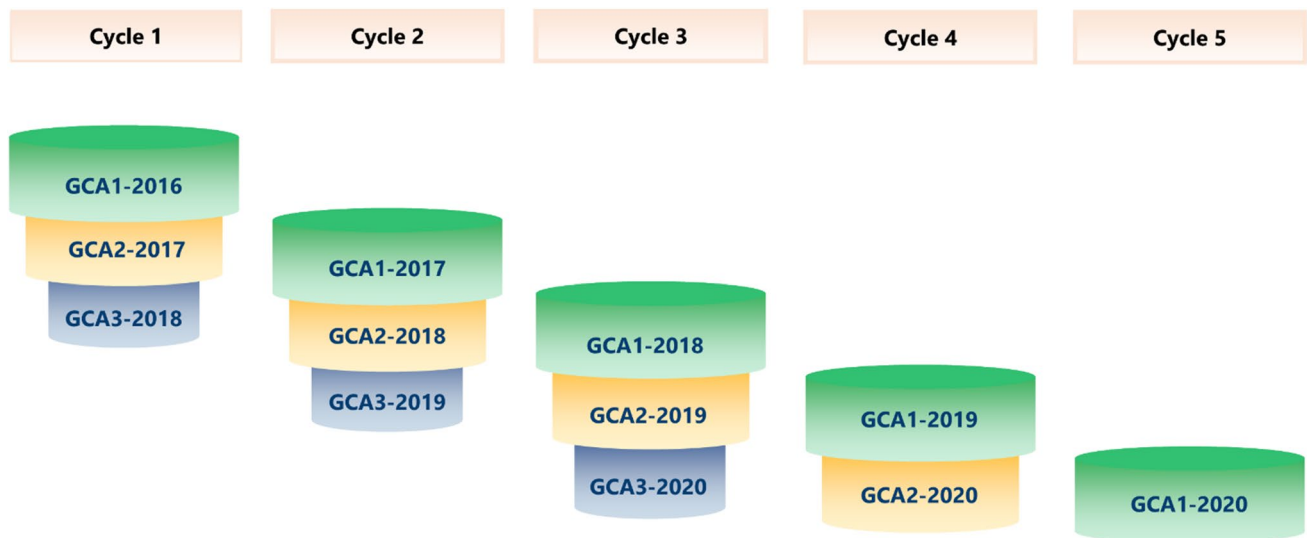 Cycle 1
Cycle 2
Cycle 3
Cycle 4
Cycle 5
GCA1-2016
GCA2-2017
GCA3-2018
GCA1-2017
GCA2-2018
GCA3-2019
GCA1-2018
GCA2-2019
GCA3-2020
GCA1-2019
GCA2-2020
GCA1-2020